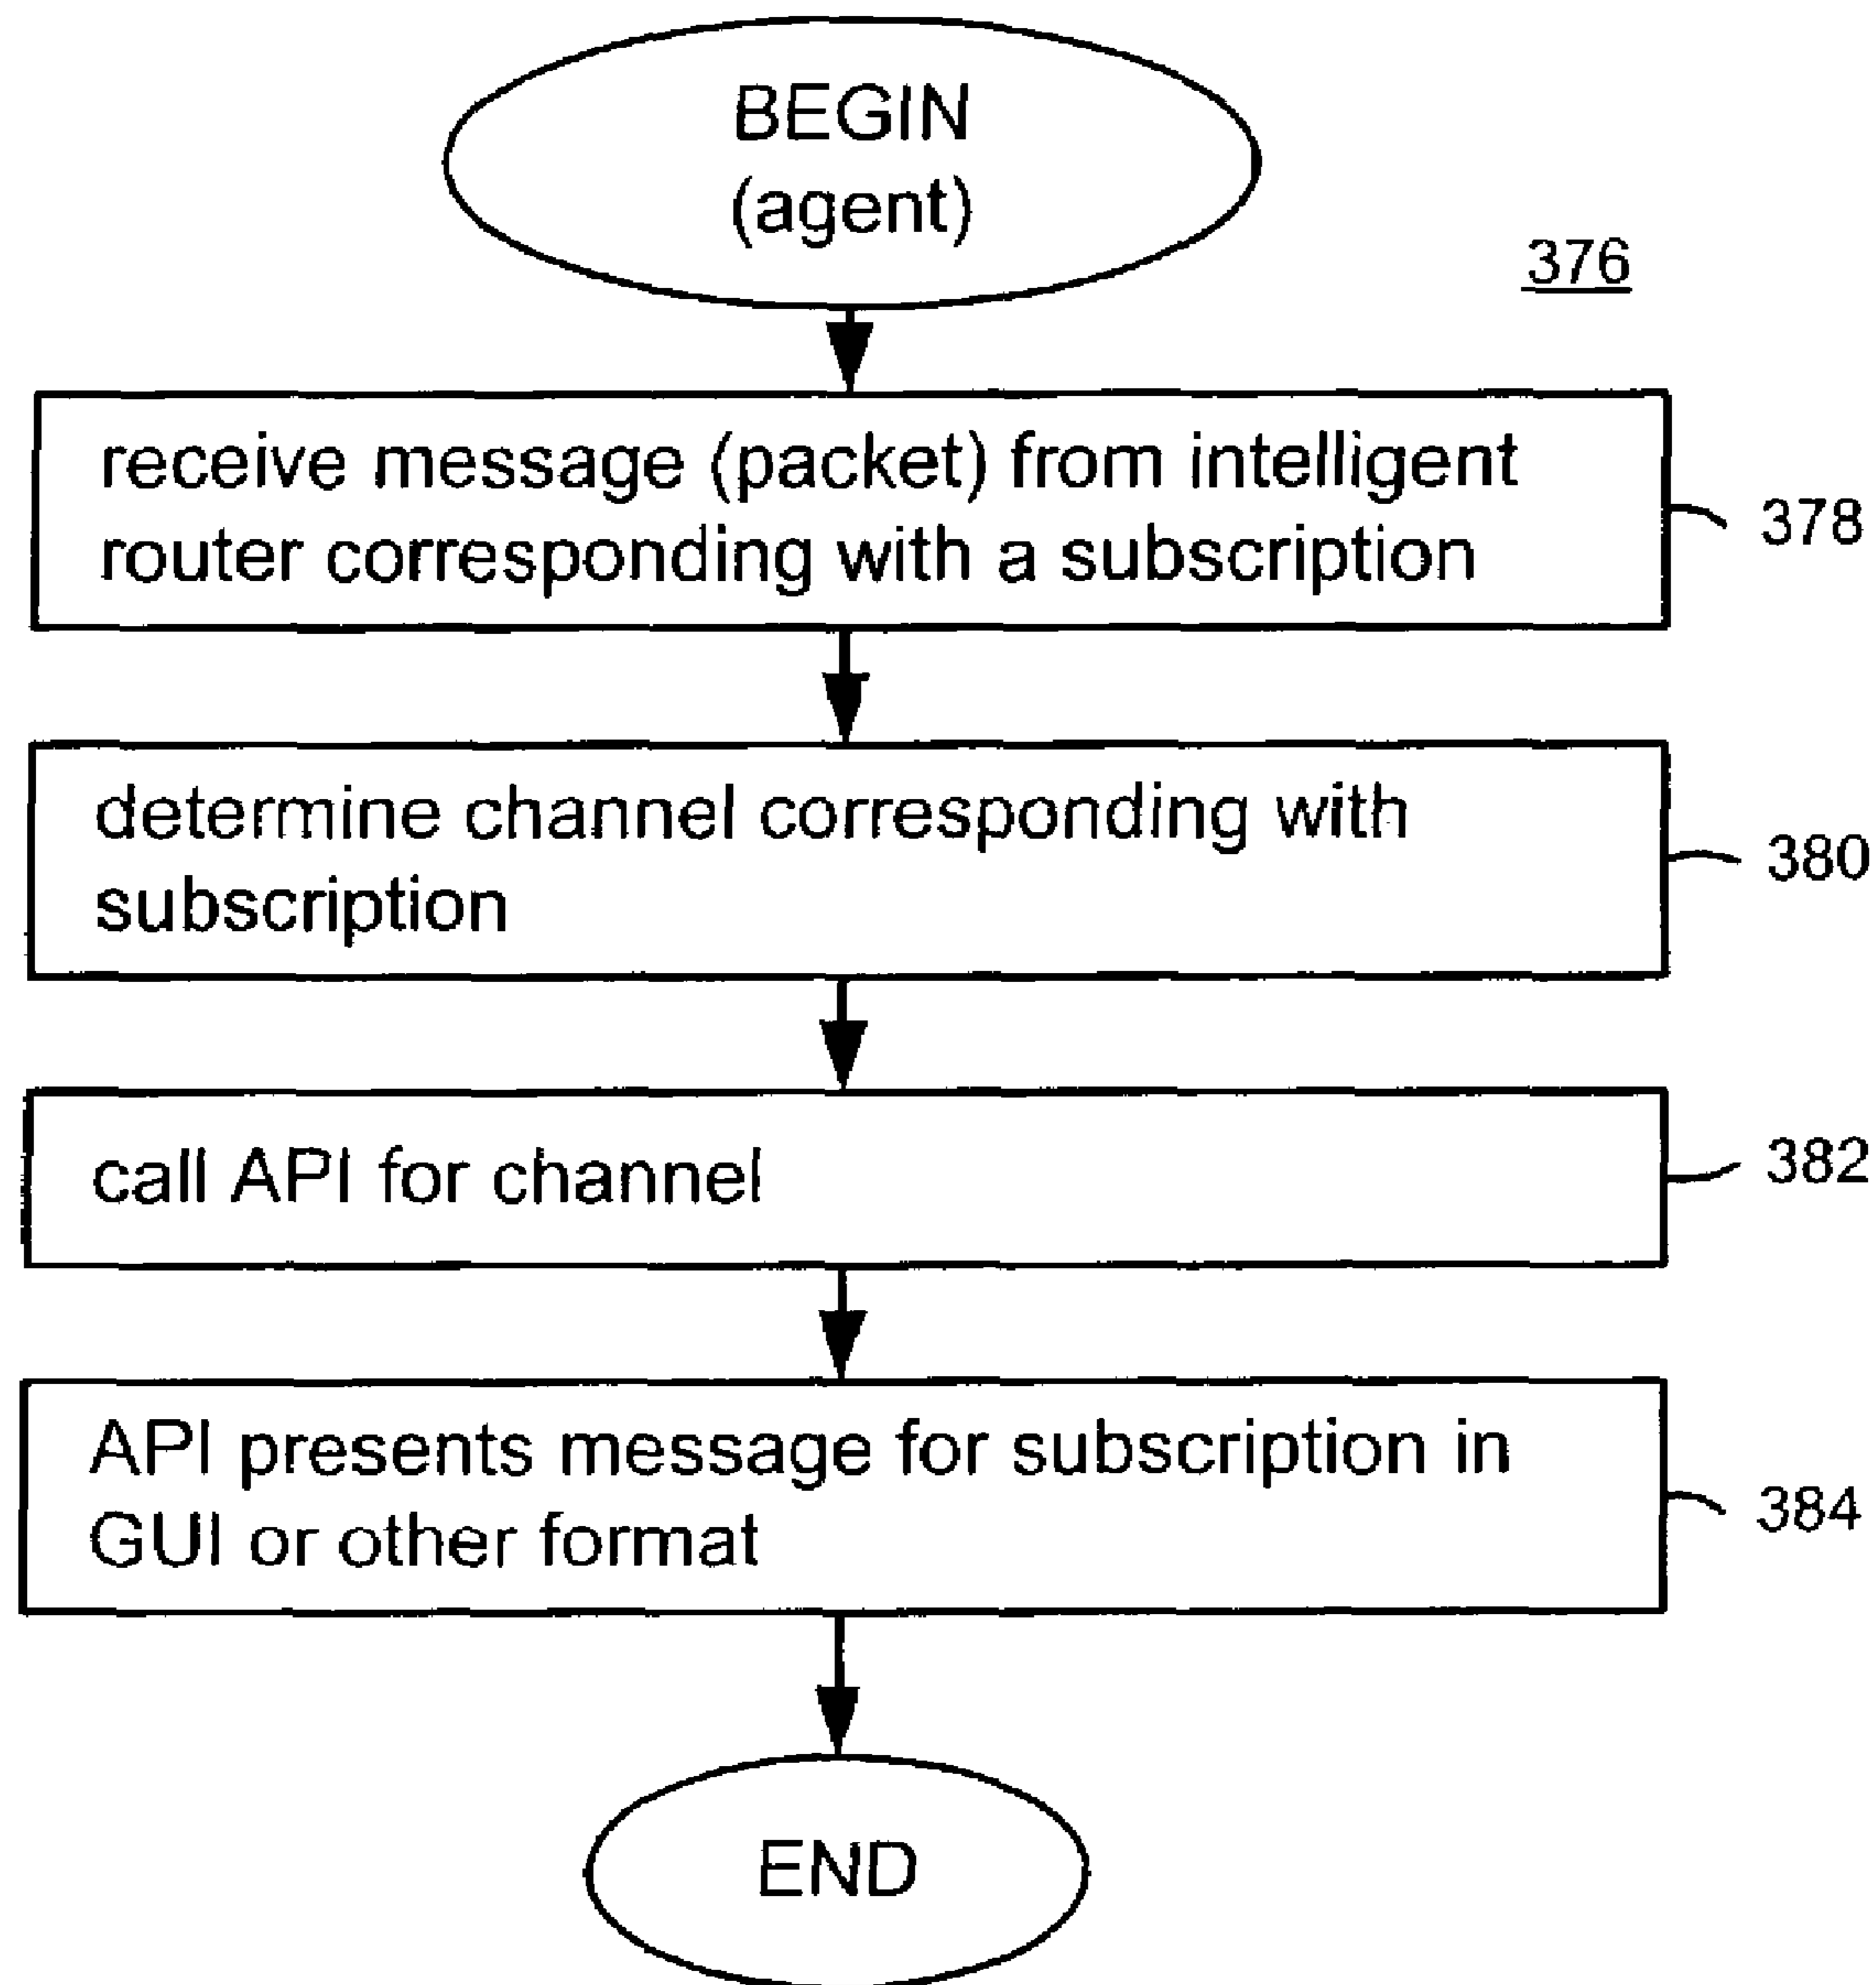 BEGIN
(agent)
376
receive message (packet) from intelligent
router corresponding with a subscription
378
determine channel corresponding with
subscription
380
call API for channel
382
API presents message for subscription in
GUI or other format
384
END